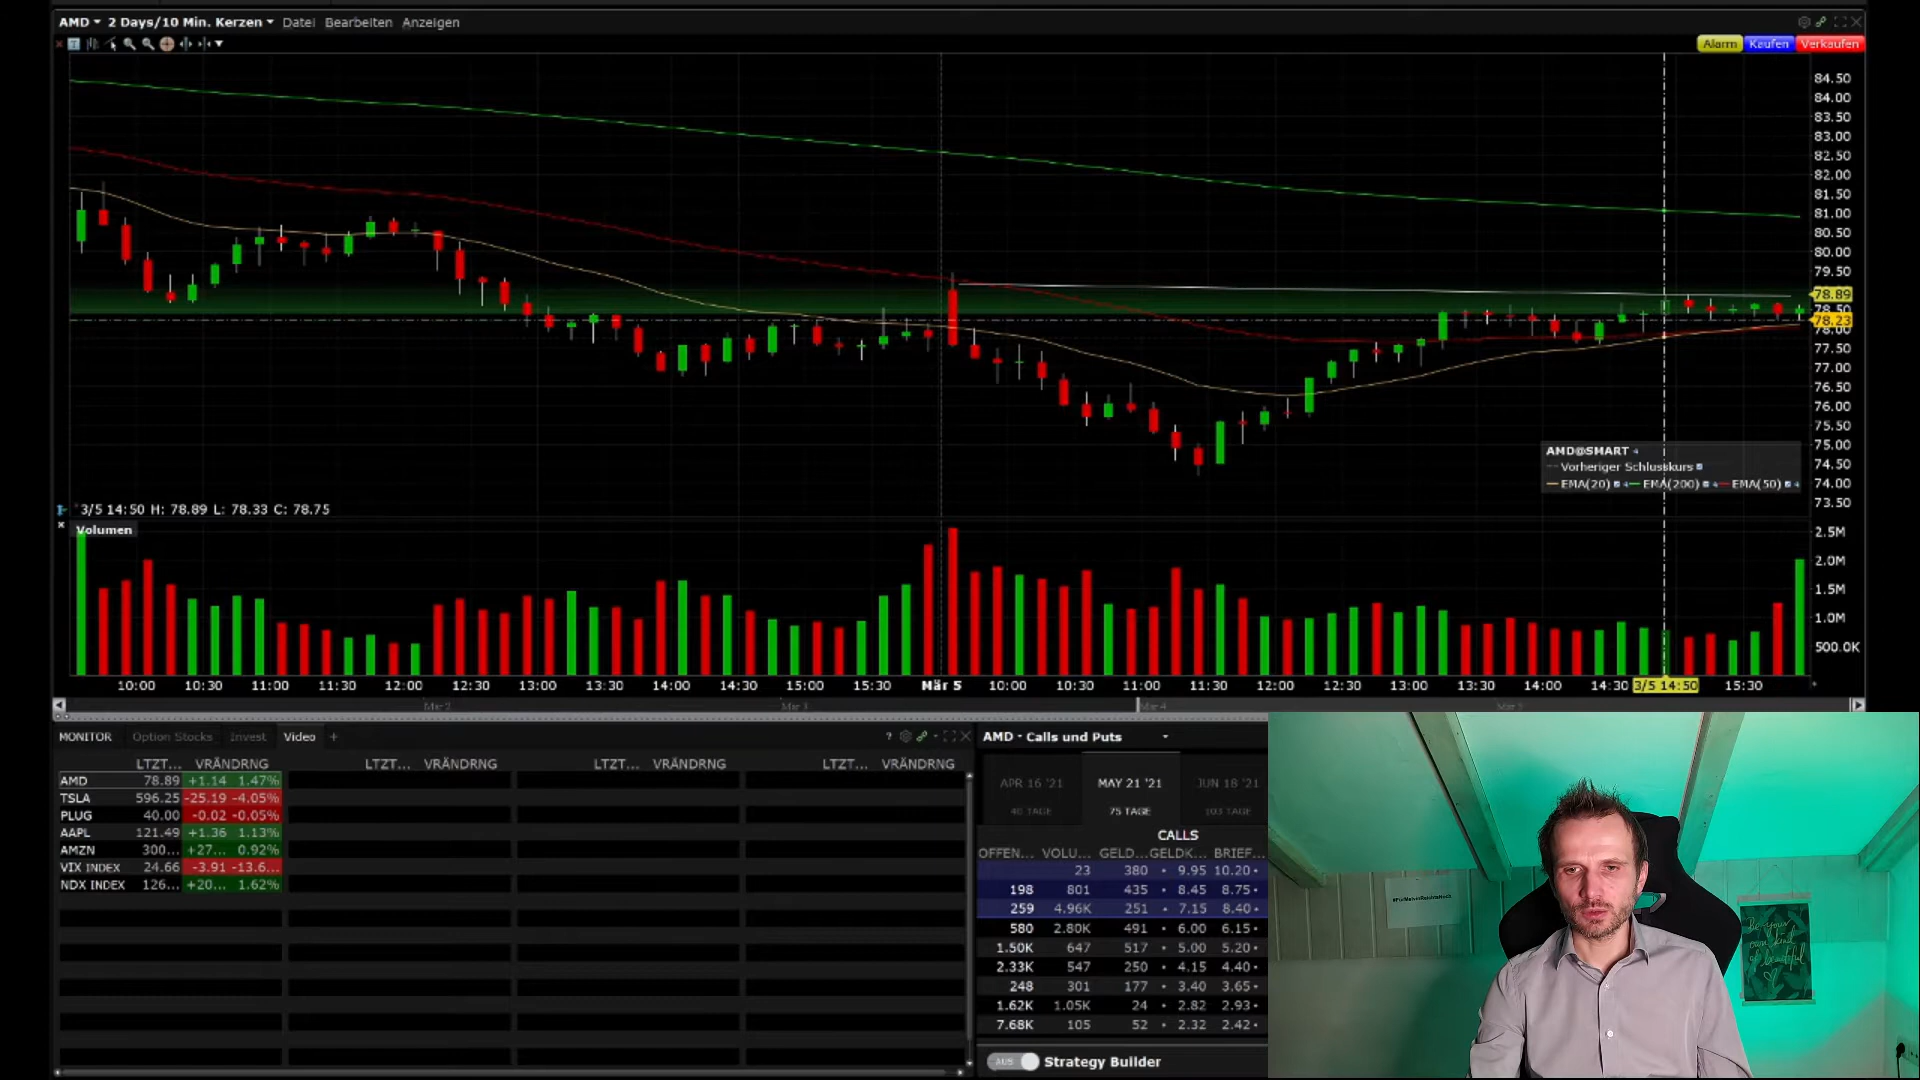 AMD 2 Days/10 Min. Kerzen Datei Bearbeiten Anzeigen
Alarm Kaufen Verkaufen
84.50
84.00
83.50
83.00
82.50
82.00
81.50
81.00
80.50
80.00
79.50
78.89
78.50
78.23
78.00
77.50
77.00
76.50
76.00
75.50
75.00
74.50
74.00
73.50
AMD@SMART
Vorheriger Schlusskurs
EMA(20) EMA(200) EMA(50)
3/5 14:50 H: 78.89 L: 78.33 C: 78.75
Volumen
2.5M
2.0M
1.5M
1.0M
500.0K
10:00 10:30 11:00 11:30 12:00 12:30 13:00 13:30 14:00 14:30 15:00 15:30 Mär 5 10:00 10:30 11:00 11:30 12:00 12:30 13:00 13:30 14:00 14:30 3/5 14:50 15:30
Mär 2 Mär 3 Mär 4
MONITOR Option Stocks Invest Video + ?
LTZT... VRÄNDRNG LTZT... VRÄNDRNG LTZT... VRÄNDRNG LTZT... VRÄNDRNG
AMD 78.89 +1.14 1.47%
TSLA 596.25 -25.19 -4.05%
PLUG 40.00 -0.02 -0.05%
AAPL 121.49 +1.36 1.13%
AMZN 300... +27... 0.92%
VIX INDEX 24.66 -3.91 -13.6...
NDX INDEX 126... +20... 1.62%
AMD - Calls und Puts
APR 16 '21 MAY 21 '21 JUN 18 '21
40 TAGE 75 TAGE 103 TAGE
CALLS
OFFEN... VOLU... GELD... GELDK... BRIEF...
23 380 • 9.95 10.20 •
198 801 435 • 8.45 8.75 •
259 4.96K 251 • 7.15 8.40 •
580 2.80K 491 • 6.00 6.15 •
1.50K 647 517 • 5.00 5.20 •
2.33K 547 250 • 4.15 4.40 •
248 301 177 • 3.40 3.65 •
1.62K 1.05K 24 • 2.82 2.93 •
7.68K 105 52 • 2.32 2.42 •
AUS Strategy Builder
Be your
own kind
of beautiful